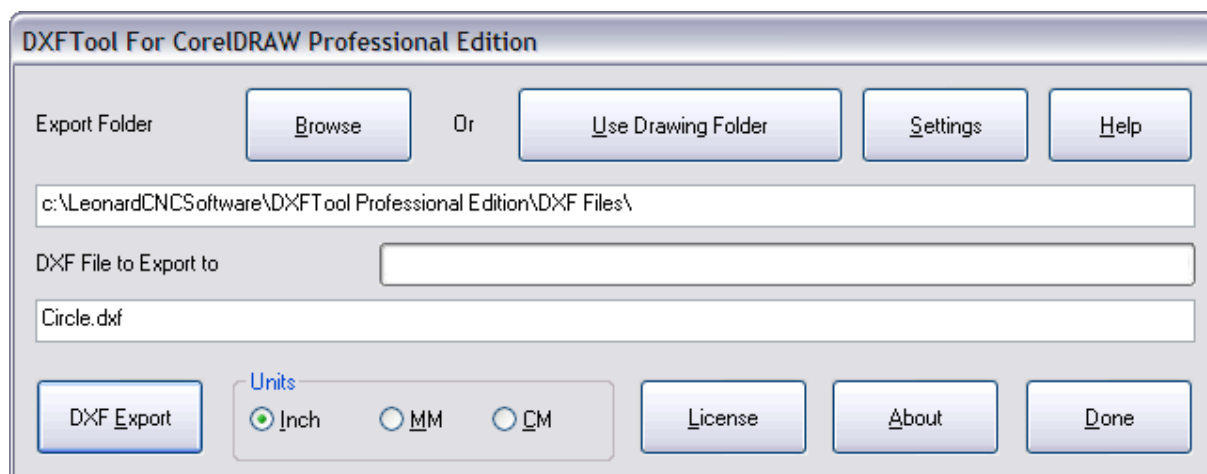 DXFTool For CorelDRAW Professional Edition
Export Folder Browse Or Use Drawing Folder Settings Help
c:\LeonardCNCSoftware\DXFTool Professional Edition\DXF Files\
DXF File to Export to
Circle.dxf
Units
DXF Export Inch MM CM License About Done